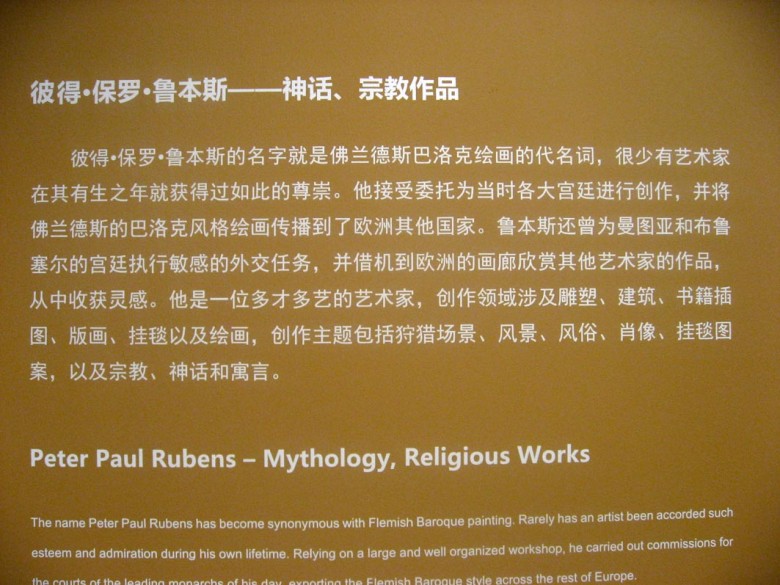 彼得·保罗·鲁本斯——神话、宗教作品
彼得·保罗·鲁本斯的名字就是佛兰德斯巴洛克绘画的代名词，很少有艺术家
在其有生之年就获得过如此的尊崇。他接受委托为当时各大宫廷进行创作，并将
佛兰德斯的巴洛克风格绘画传播到了欧洲其他国家。鲁本斯还曾为曼图亚和布鲁
塞尔的宫廷执行敏感的外交任务，并借机到欧洲的画廊欣赏其他艺术家的作品，
从中收获灵感。他是一位多才多艺的艺术家，创作领域涉及雕塑、建筑、书籍插
图、版画、挂毯以及绘画，创作主题包括狩猎场景、风景、风俗、肖像、挂毯图
案，以及宗教、神话和寓言。
Peter Paul Rubens – Mythology, Religious Works
The name Peter Paul Rubens has become synonymous with Flemish Baroque painting. Rarely has an artist been accorded such
esteem and admiration during his own lifetime. Relying on a large and well organized workshop, he carried out commissions for
the courts of the leading monarchs of his day, exporting the Flemish Baroque style across the rest of Europe.